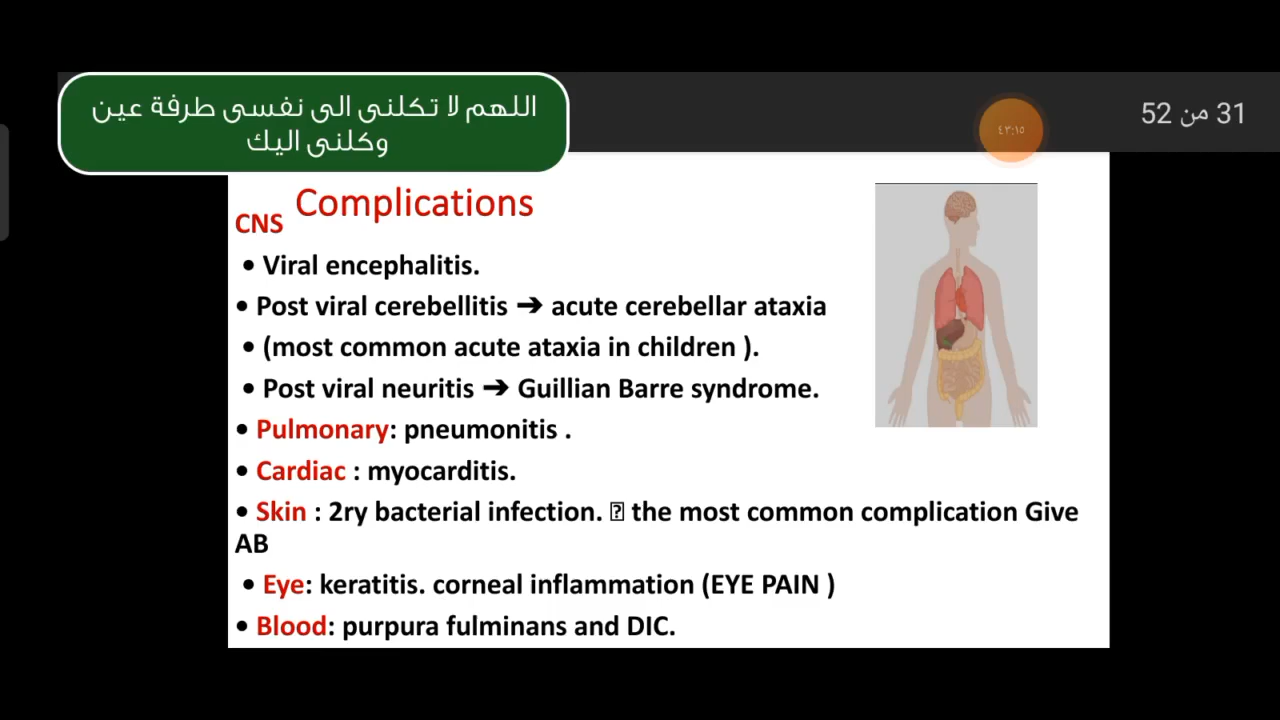 اللهم لا تكلنى الى نفسى طرفة عين
وكلنى اليك
٤٣:١٥
31 من 52
Complications
CNS
• Viral encephalitis.
• Post viral cerebellitis ➔ acute cerebellar ataxia
• (most common acute ataxia in children ).
• Post viral neuritis ➔ Guillian Barre syndrome.
• Pulmonary: pneumonitis .
• Cardiac : myocarditis.
• Skin : 2ry bacterial infection. ⍰ the most common complication Give
AB
• Eye: keratitis. corneal inflammation (EYE PAIN )
• Blood: purpura fulminans and DIC.